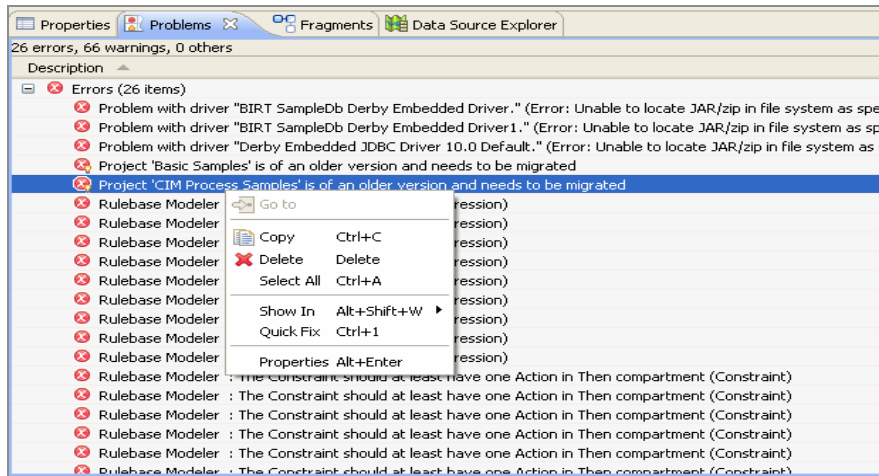 Properties Problems Fragments Data Source Explorer
26 errors, 66 warnings, 0 others
Description
Errors (26 items)
Problem with driver "BIRT SampleDb Derby Embedded Driver." (Error: Unable to locate JAR/zip in file system as spe
Problem with driver "BIRT SampleDb Derby Embedded Driver1." (Error: Unable to locate JAR/zip in file system as sp
Problem with driver "Derby Embedded JDBC Driver 10.0 Default." (Error: Unable to locate JAR/zip in file system as
Project 'Basic Samples' is of an older version and needs to be migrated
Project 'CIM Process Samples' is of an older version and needs to be migrated
Rulebase Modeler Go to ression)
Rulebase Modeler ression)
Rulebase Modeler Copy Ctrl+C ression)
Rulebase Modeler Delete Delete ression)
Rulebase Modeler Select All Ctrl+A ression)
Rulebase Modeler ression)
Rulebase Modeler Show In Alt+Shift+W ression)
Rulebase Modeler Quick Fix Ctrl+1 ression)
Rulebase Modeler Properties Alt+Enter ression)
Rulebase Modeler : The Constraint should at least have one Action in Then compartment (Constraint)
Rulebase Modeler : The Constraint should at least have one Action in Then compartment (Constraint)
Rulebase Modeler : The Constraint should at least have one Action in Then compartment (Constraint)
Rulebase Modeler : The Constraint should at least have one Action in Then compartment (Constraint)
Rulebase Modeler : The Constraint should at least have one Action in Then compartment (Constraint)
Rulebase Modeler : The Constraint should at least have one Action in Then compartment (Constraint)